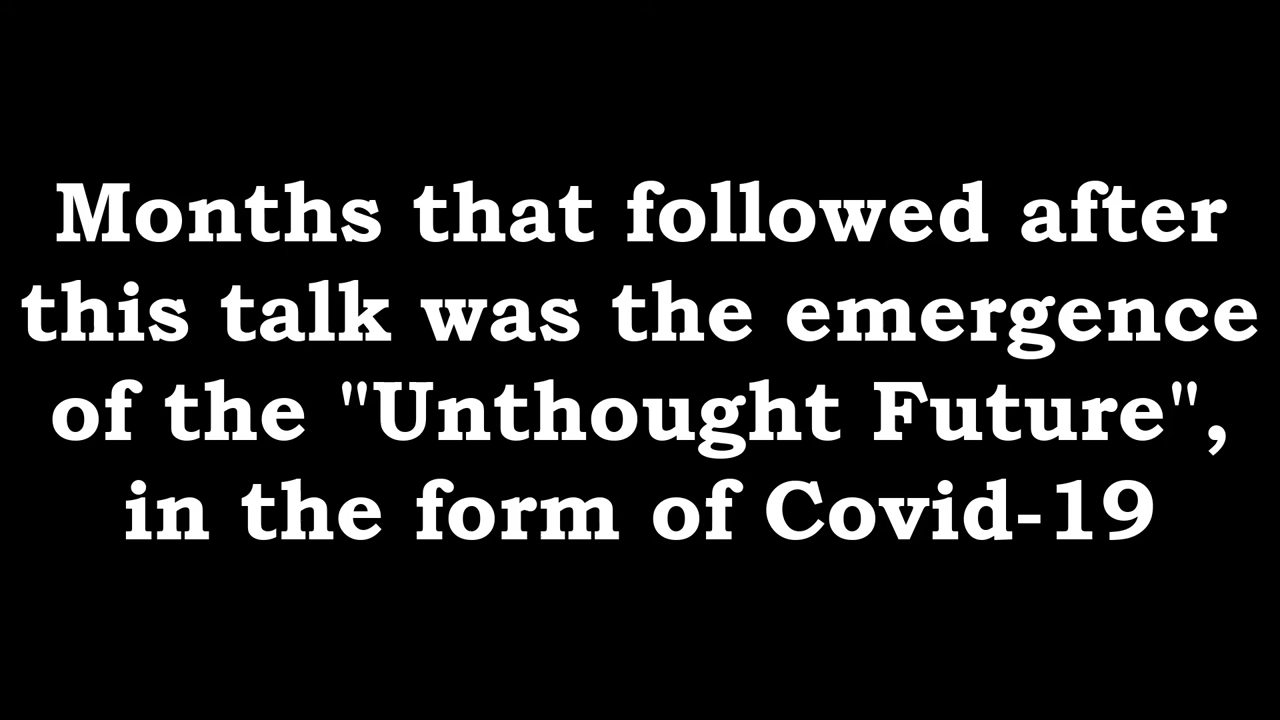 Months that followed after
this talk was the emergence
of the "Unthought Future",
in the form of Covid-19